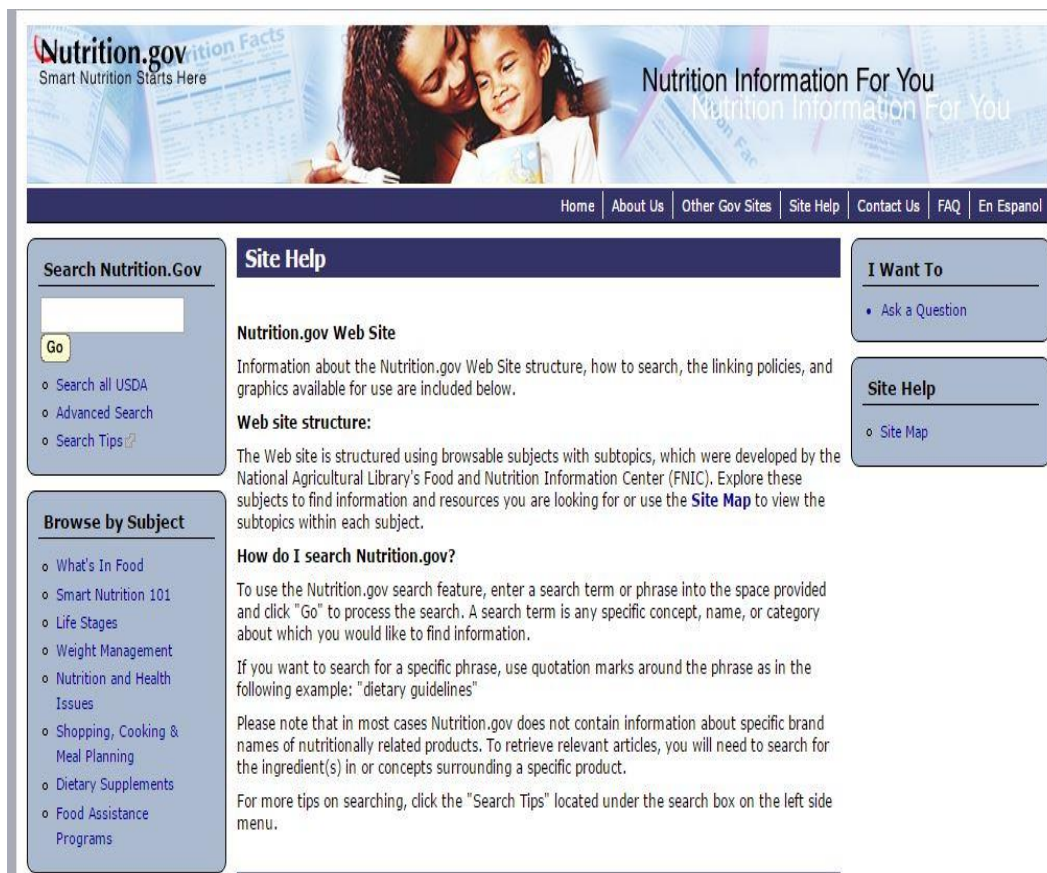 Nutrition.gov
Smart Nutrition Starts Here
Nutrition Facts
Nutrition Information For You
Nutrition Information For You
Home | About Us | Other Gov Sites | Site Help | Contact Us | FAQ | En Espanol
Search Nutrition.Gov
Go
Search all USDA
Advanced Search
Search Tips
Browse by Subject
What's In Food
Smart Nutrition 101
Life Stages
Weight Management
Nutrition and Health
Issues
Shopping, Cooking &
Meal Planning
Dietary Supplements
Food Assistance
Programs
Site Help
Nutrition.gov Web Site
Information about the Nutrition.gov Web Site structure, how to search, the linking policies, and
graphics available for use are included below.
Web site structure:
The Web site is structured using browsable subjects with subtopics, which were developed by the
National Agricultural Library's Food and Nutrition Information Center (FNIC). Explore these
subjects to find information and resources you are looking for or use the Site Map to view the
subtopics within each subject.
How do I search Nutrition.gov?
To use the Nutrition.gov search feature, enter a search term or phrase into the space provided
and click "Go" to process the search. A search term is any specific concept, name, or category
about which you would like to find information.
If you want to search for a specific phrase, use quotation marks around the phrase as in the
following example: "dietary guidelines"
Please note that in most cases Nutrition.gov does not contain information about specific brand
names of nutritionally related products. To retrieve relevant articles, you will need to search for
the ingredient(s) in or concepts surrounding a specific product.
For more tips on searching, click the "Search Tips" located under the search box on the left side
menu.
I Want To
Ask a Question
Site Help
Site Map